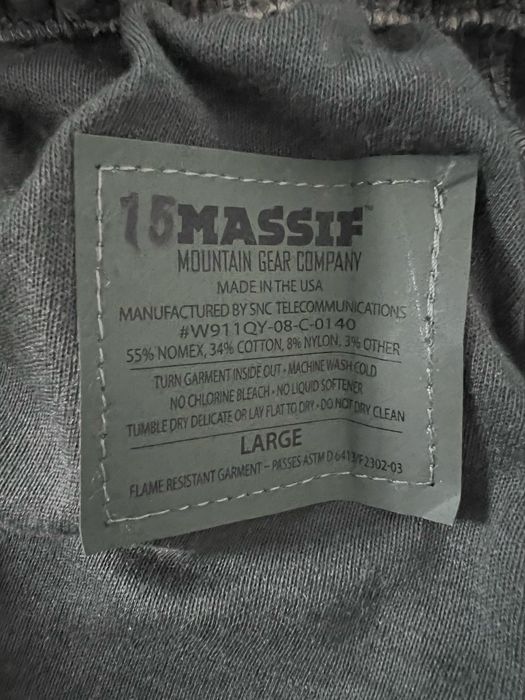 15 MASSIF™
MOUNTAIN GEAR COMPANY
MADE IN THE USA
MANUFACTURED BY SNC TELECOMMUNICATIONS
#W911QY-08-C-0140
55% NOMEX, 34% COTTON, 8% NYLON, 3% OTHER
TURN GARMENT INSIDE OUT • MACHINE WASH COLD
NO CHLORINE BLEACH • NO LIQUID SOFTENER
TUMBLE DRY DELICATE OR LAY FLAT TO DRY • DO NOT DRY CLEAN
LARGE
FLAME RESISTANT GARMENT – PASSES ASTM D 6413/F2302-03